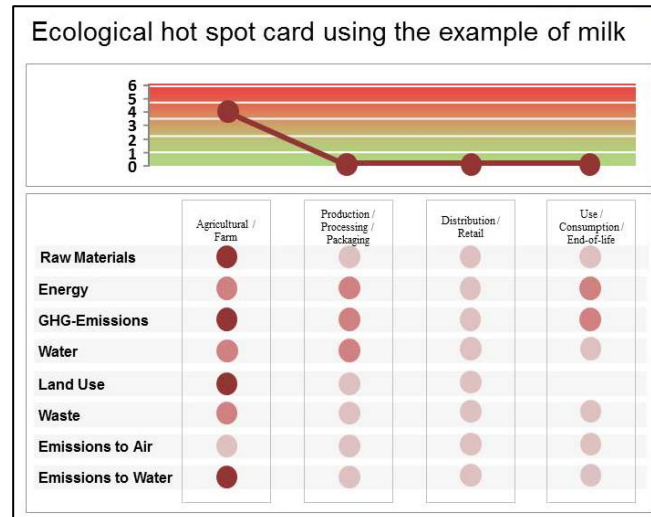 Ecological hot spot card using the example of milk
6
5
4
3
2
1
0
Agricultural /
Farm
Production /
Processing /
Packaging
Distribution /
Retail
Use /
Consumption /
End-of-life
Raw Materials
Energy
GHG-Emissions
Water
Land Use
Waste
Emissions to Air
Emissions to Water